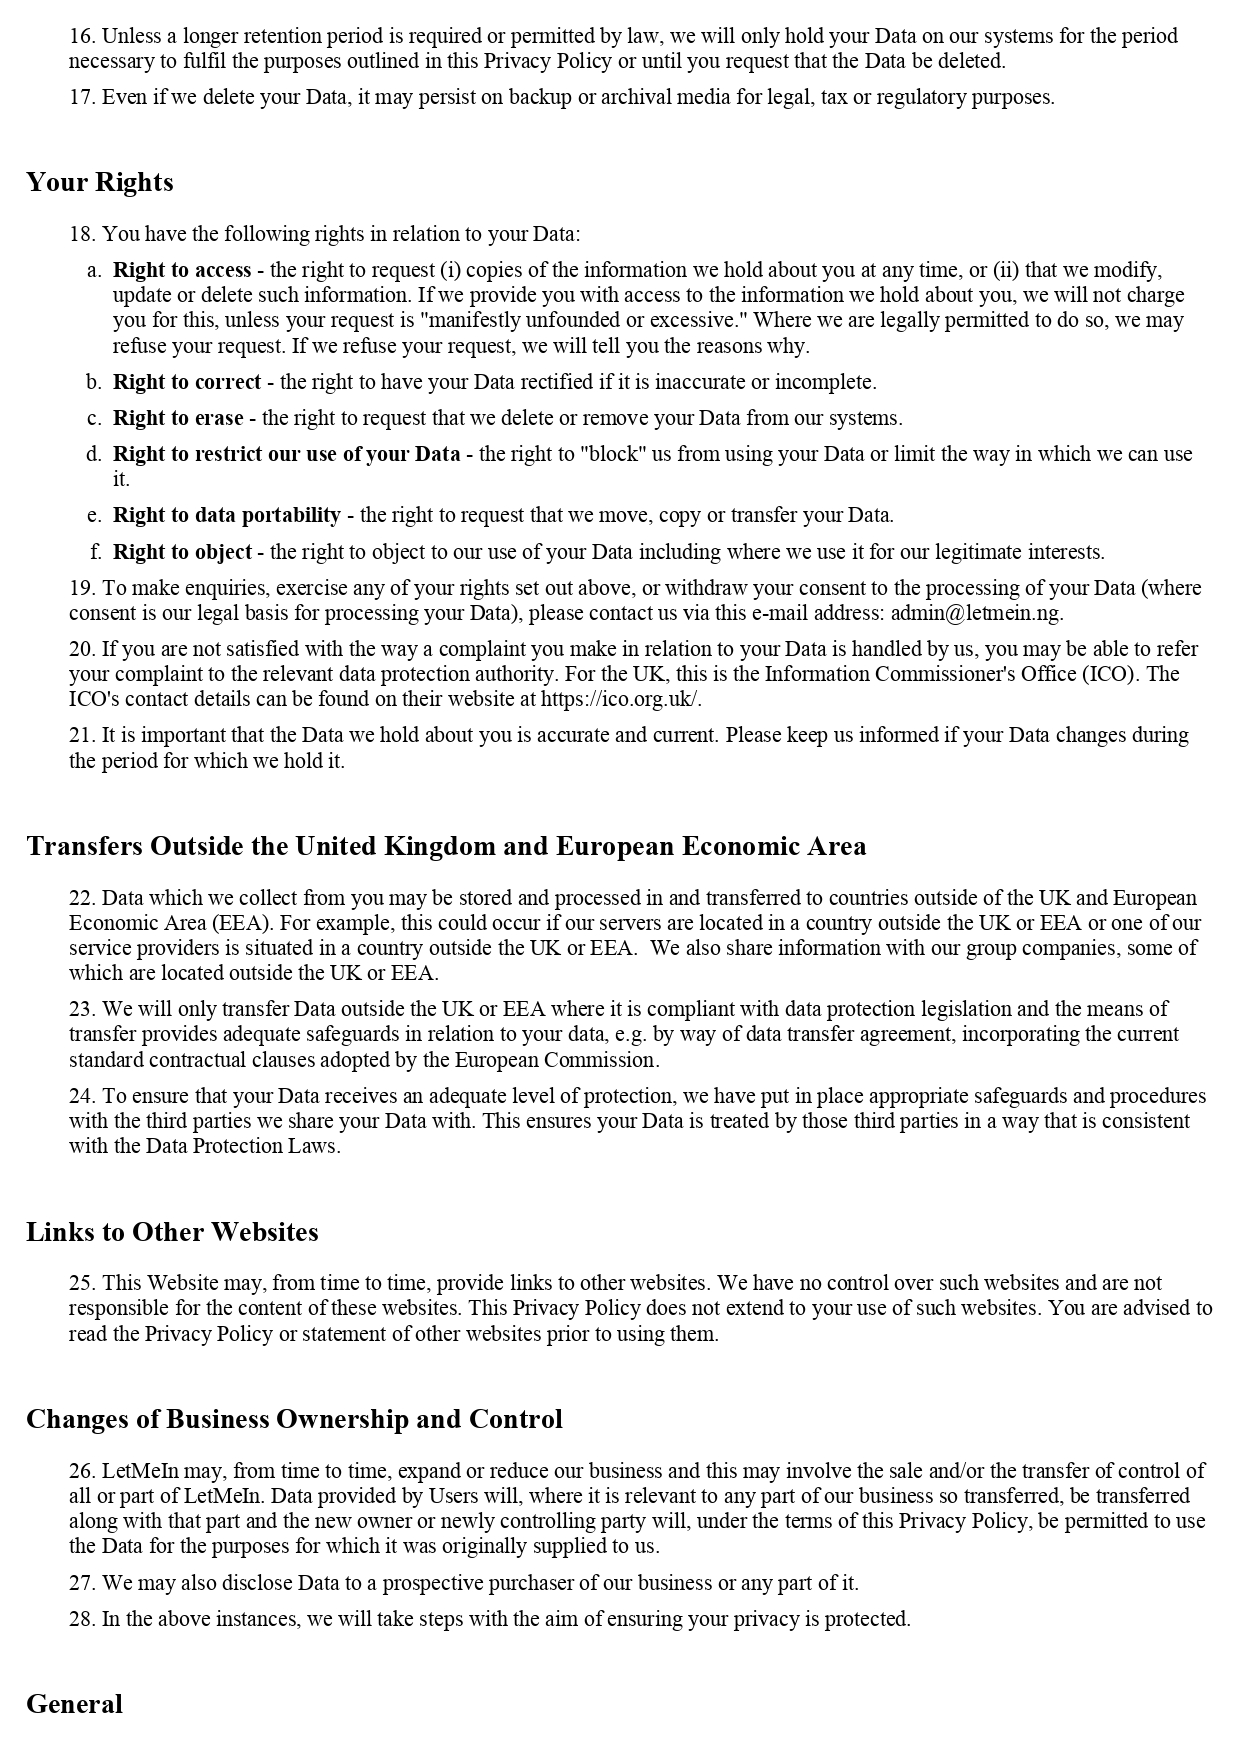 16. Unless a longer retention period is required or permitted by law, we will only hold your Data on our systems for the period
necessary to fulfil the purposes outlined in this Privacy Policy or until you request that the Data be deleted.
17. Even if we delete your Data, it may persist on backup or archival media for legal, tax or regulatory purposes.
Your Rights
18. You have the following rights in relation to your Data:
a. Right to access - the right to request (i) copies of the information we hold about you at any time, or (ii) that we modify,
update or delete such information. If we provide you with access to the information we hold about you, we will not charge
you for this, unless your request is "manifestly unfounded or excessive." Where we are legally permitted to do so, we may
refuse your request. If we refuse your request, we will tell you the reasons why.
b. Right to correct - the right to have your Data rectified if it is inaccurate or incomplete.
c. Right to erase - the right to request that we delete or remove your Data from our systems.
d. Right to restrict our use of your Data - the right to "block" us from using your Data or limit the way in which we can use
it.
e. Right to data portability - the right to request that we move, copy or transfer your Data.
f. Right to object - the right to object to our use of your Data including where we use it for our legitimate interests.
19. To make enquiries, exercise any of your rights set out above, or withdraw your consent to the processing of your Data (where
consent is our legal basis for processing your Data), please contact us via this e-mail address: admin@letmein.ng.
20. If you are not satisfied with the way a complaint you make in relation to your Data is handled by us, you may be able to refer
your complaint to the relevant data protection authority. For the UK, this is the Information Commissioner's Office (ICO). The
ICO's contact details can be found on their website at https://ico.org.uk/.
21. It is important that the Data we hold about you is accurate and current. Please keep us informed if your Data changes during
the period for which we hold it.
Transfers Outside the United Kingdom and European Economic Area
22. Data which we collect from you may be stored and processed in and transferred to countries outside of the UK and European
Economic Area (EEA). For example, this could occur if our servers are located in a country outside the UK or EEA or one of our
service providers is situated in a country outside the UK or EEA.  We also share information with our group companies, some of
which are located outside the UK or EEA.
23. We will only transfer Data outside the UK or EEA where it is compliant with data protection legislation and the means of
transfer provides adequate safeguards in relation to your data, e.g. by way of data transfer agreement, incorporating the current
standard contractual clauses adopted by the European Commission.
24. To ensure that your Data receives an adequate level of protection, we have put in place appropriate safeguards and procedures
with the third parties we share your Data with. This ensures your Data is treated by those third parties in a way that is consistent
with the Data Protection Laws.
Links to Other Websites
25. This Website may, from time to time, provide links to other websites. We have no control over such websites and are not
responsible for the content of these websites. This Privacy Policy does not extend to your use of such websites. You are advised to
read the Privacy Policy or statement of other websites prior to using them.
Changes of Business Ownership and Control
26. LetMeIn may, from time to time, expand or reduce our business and this may involve the sale and/or the transfer of control of
all or part of LetMeIn. Data provided by Users will, where it is relevant to any part of our business so transferred, be transferred
along with that part and the new owner or newly controlling party will, under the terms of this Privacy Policy, be permitted to use
the Data for the purposes for which it was originally supplied to us.
27. We may also disclose Data to a prospective purchaser of our business or any part of it.
28. In the above instances, we will take steps with the aim of ensuring your privacy is protected.
General